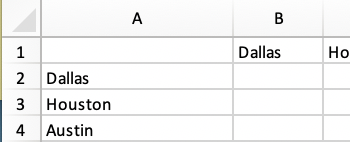 A B
1 Dallas Ho
2 Dallas
3 Houston
4 Austin